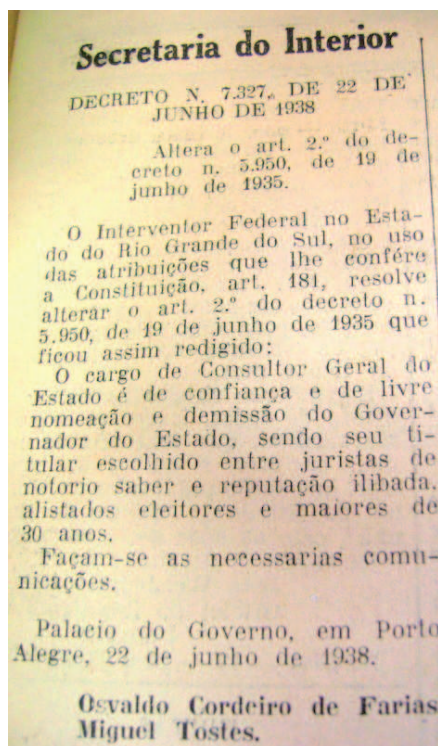 Secretaria do Interior
DECRETO N. 7.327, DE 22 DE
JUNHO DE 1938
Altera o art. 2.º do de-
creto n. 5.950, de 19 de
junho de 1935.
O Interventor Federal no Esta-
do do Rio Grande do Sul, no uso
das atribuições que lhe confére
a Constituição, art. 181, resolve
alterar o art. 2.º do decreto n.
5.950, de 19 de junho de 1935 que
ficou assim redigido:
O cargo de Consultor Geral do
Estado é de confiança e de livre
nomeação e demissão do Gover-
nador do Estado, sendo seu ti-
tular escolhido entre juristas de
notorio saber e reputação ilibada,
alistados eleitores e maiores de
30 anos.
Façam-se as necessarias comu-
nicações.
Palacio do Governo, em Porto
Alegre, 22 de junho de 1938.
Osvaldo Cordeiro de Farias
Miguel Tostes.